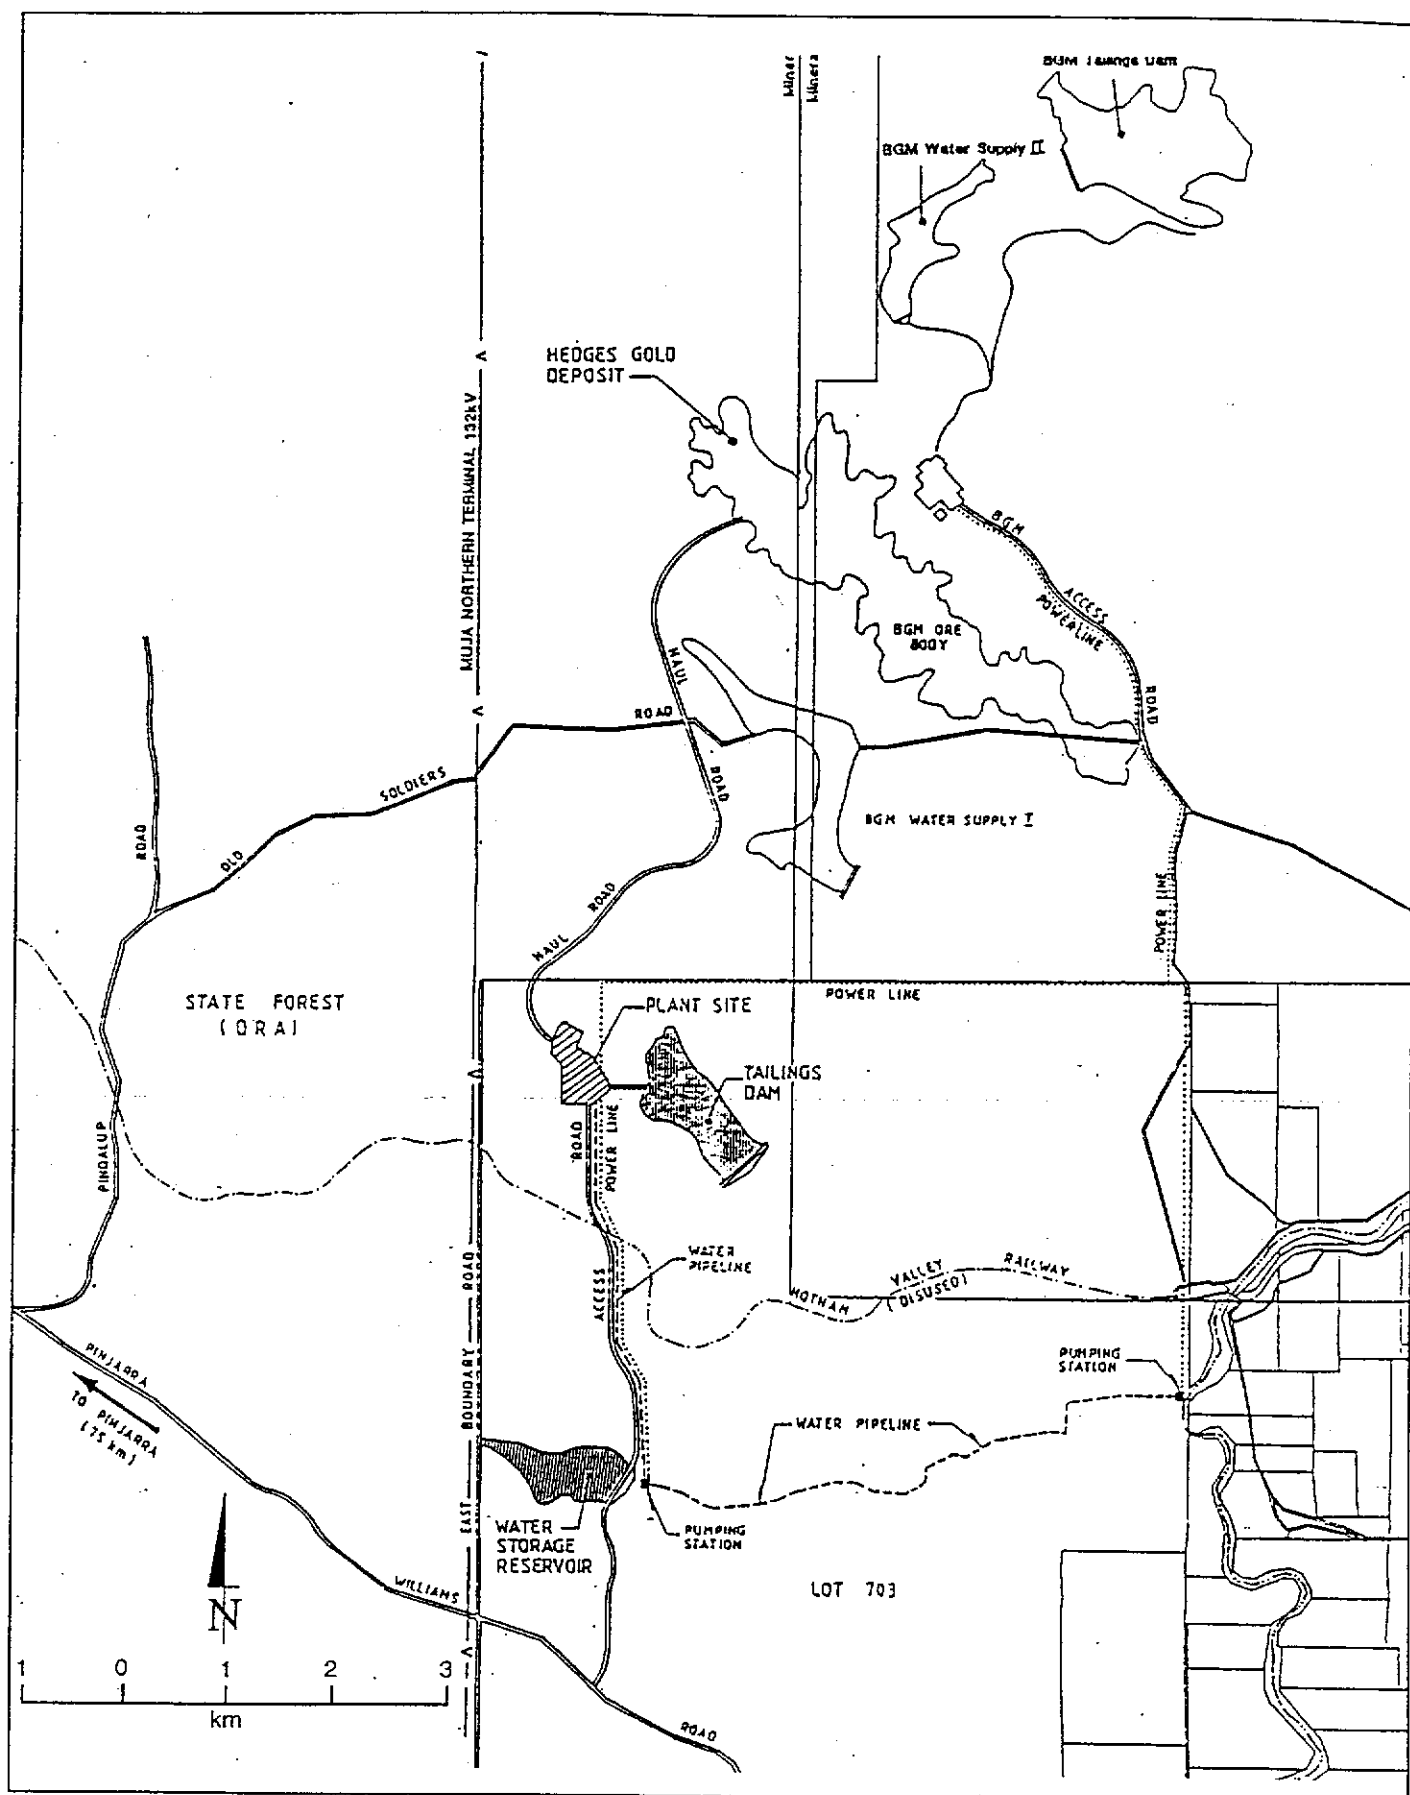 BGM Tailings Dam
Miner
Minera
BGM Water Supply II
HEDGES GOLD
DEPOSIT
MUJA NORTHERN TERMINAL 132kV
BGM
ACCESS
ROAD
POWERLINE
BGM ORE
BODY
HAUL
ROAD
ROAD
SOLDIERS
OLD
ROAD
BGM WATER SUPPLY I
HAUL
ROAD
POWER LINE
POWER LINE
STATE FOREST
(DRA)
PLANT SITE
TAILINGS
DAM
ROAD
POWER LINE
PINDALUP
WATER
PIPELINE
ACCESS
HOTHAM
VALLEY
RAILWAY
(DISUSED)
EAST BOUNDARY ROAD
PINJARRA
TO PINJARRA
(75 km)
PUMPING
STATION
WATER PIPELINE
WATER
STORAGE
RESERVOIR
PUMPING
STATION
WILLIAMS
LOT 703
N
1 0 1 2 3
km
ROAD